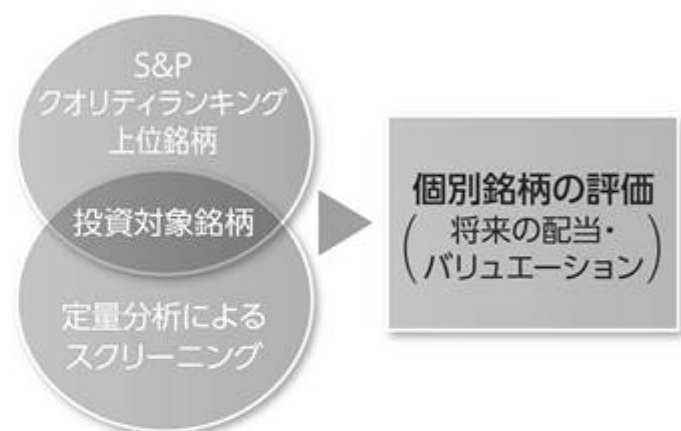 S&P
クオリティランキング
上位銘柄
投資対象銘柄
定量分析による
スクリーニング
個別銘柄の評価
(将来の配当・
バリュエーション)